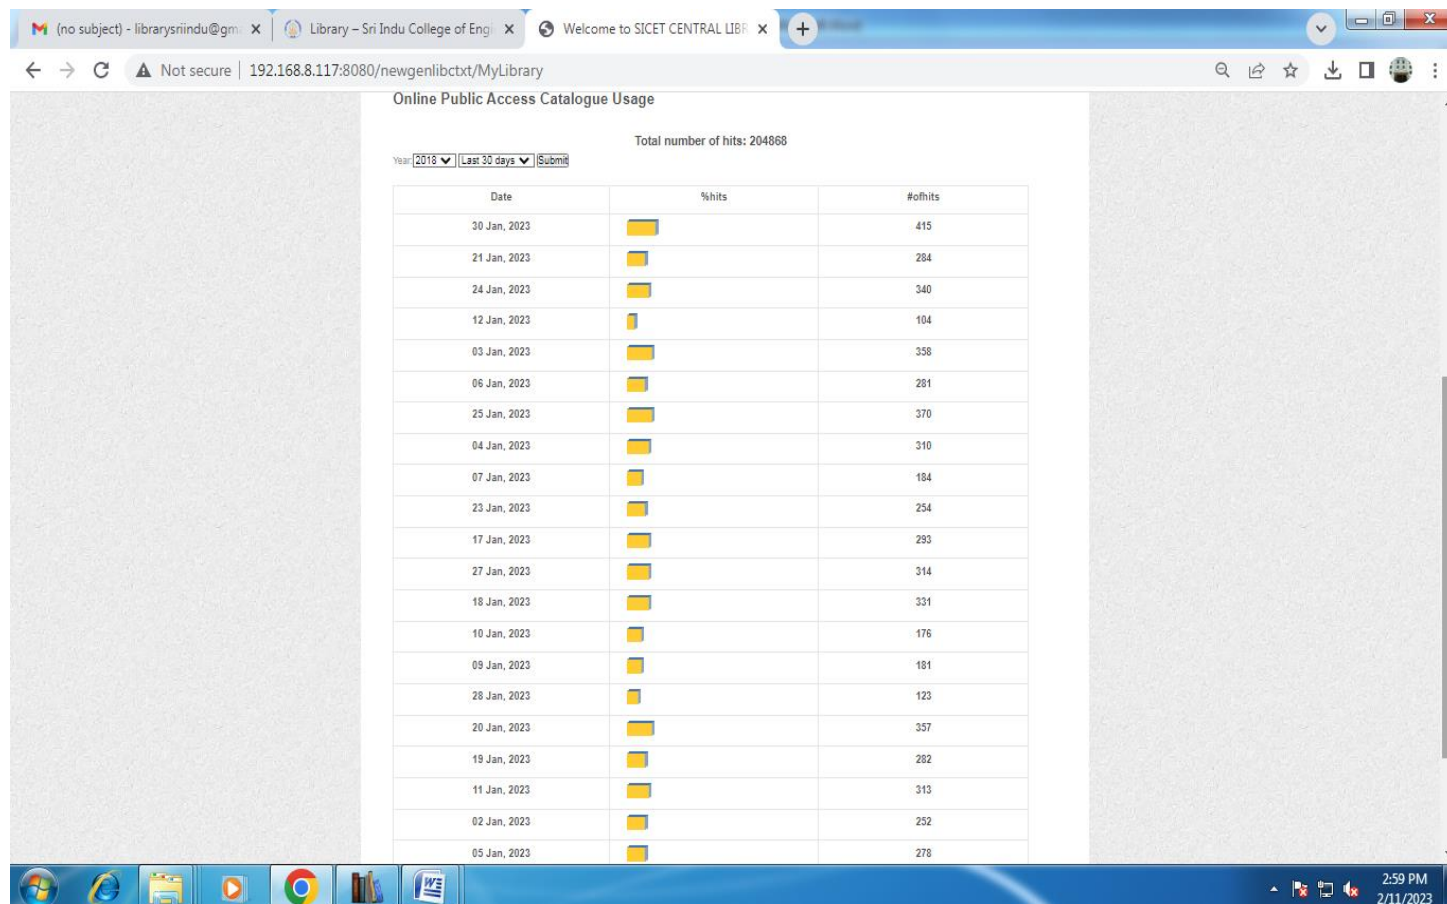 (no subject) - librarysriindu@gm
Library – Sri Indu College of Engi
Welcome to SICET CENTRAL LIBR
Not secure | 192.168.8.117:8080/newgenlibctxt/MyLibrary
Online Public Access Catalogue Usage
Total number of hits: 204868
Year: 2018 Last 30 days Submit
Date %hits #ofhits
30 Jan, 2023 415
21 Jan, 2023 284
24 Jan, 2023 340
12 Jan, 2023 104
03 Jan, 2023 358
06 Jan, 2023 281
25 Jan, 2023 370
04 Jan, 2023 310
07 Jan, 2023 184
23 Jan, 2023 254
17 Jan, 2023 293
27 Jan, 2023 314
18 Jan, 2023 331
10 Jan, 2023 176
09 Jan, 2023 181
28 Jan, 2023 123
20 Jan, 2023 357
19 Jan, 2023 282
11 Jan, 2023 313
02 Jan, 2023 252
05 Jan, 2023 278
2:59 PM
2/11/2023